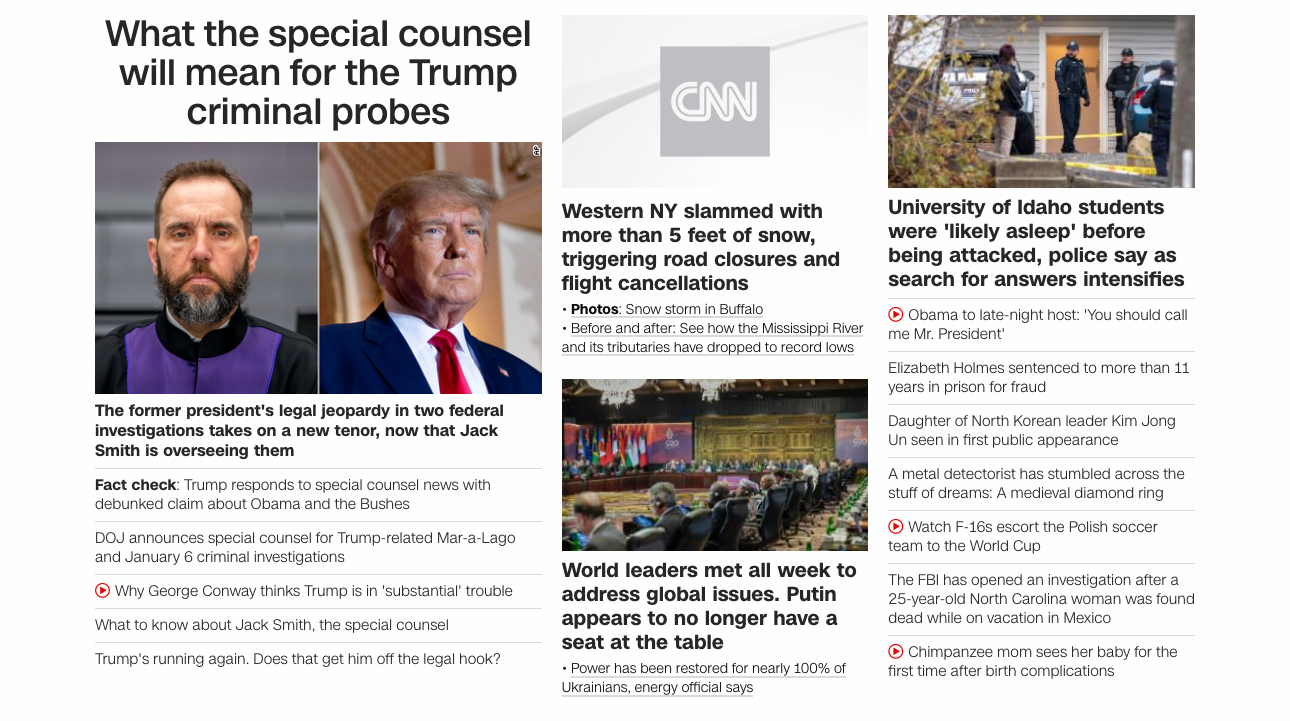 What the special counsel
will mean for the Trump
criminal probes
AP
The former president's legal jeopardy in two federal
investigations takes on a new tenor, now that Jack
Smith is overseeing them
Fact check: Trump responds to special counsel news with
debunked claim about Obama and the Bushes
DOJ announces special counsel for Trump-related Mar-a-Lago
and January 6 criminal investigations
Why George Conway thinks Trump is in 'substantial' trouble
What to know about Jack Smith, the special counsel
Trump's running again. Does that get him off the legal hook?
CNN
Western NY slammed with
more than 5 feet of snow,
triggering road closures and
flight cancellations
• Photos: Snow storm in Buffalo
• Before and after: See how the Mississippi River
and its tributaries have dropped to record lows
World leaders met all week to
address global issues. Putin
appears to no longer have a
seat at the table
• Power has been restored for nearly 100% of
Ukrainians, energy official says
University of Idaho students
were 'likely asleep' before
being attacked, police say as
search for answers intensifies
Obama to late-night host: 'You should call
me Mr. President'
Elizabeth Holmes sentenced to more than 11
years in prison for fraud
Daughter of North Korean leader Kim Jong
Un seen in first public appearance
A metal detectorist has stumbled across the
stuff of dreams: A medieval diamond ring
Watch F-16s escort the Polish soccer
team to the World Cup
The FBI has opened an investigation after a
25-year-old North Carolina woman was found
dead while on vacation in Mexico
Chimpanzee mom sees her baby for the
first time after birth complications